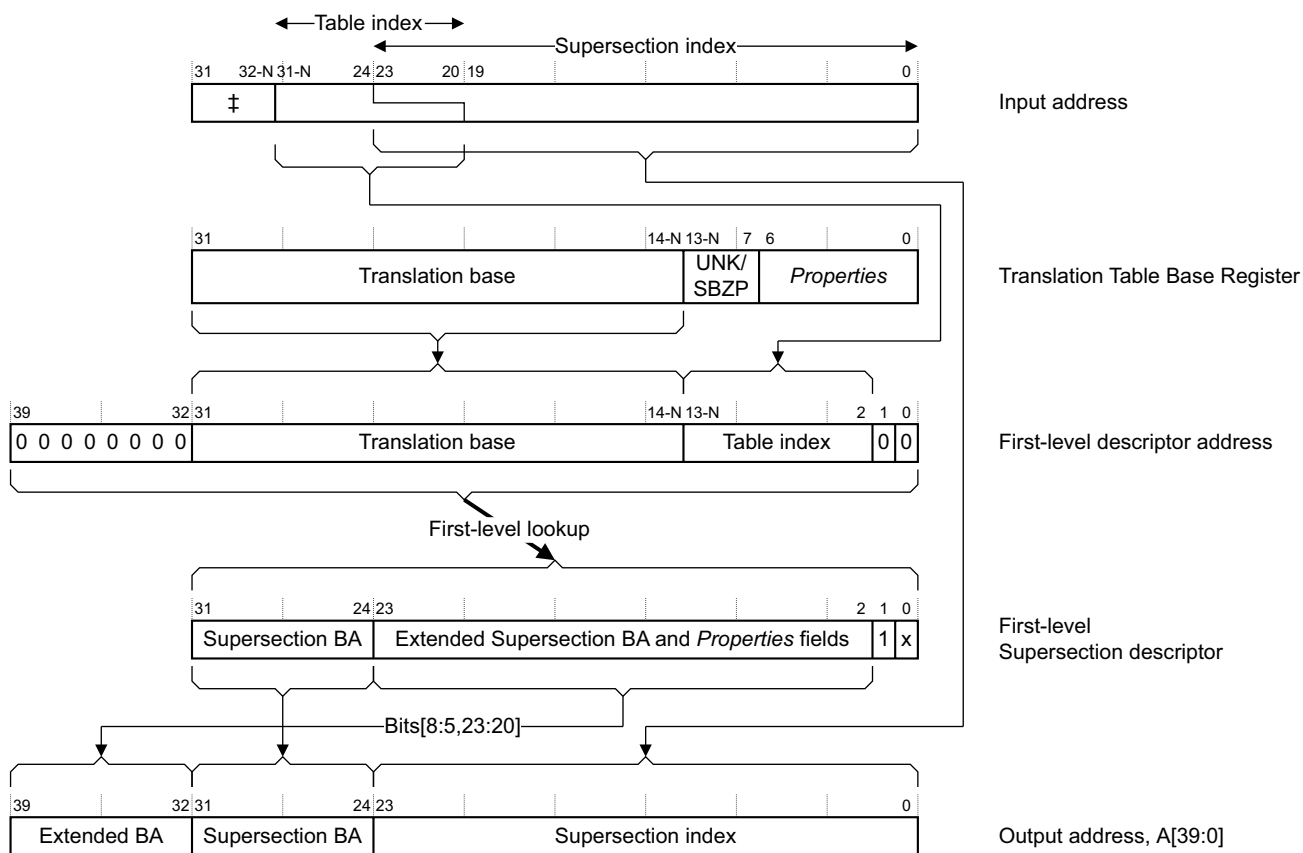 Table index
Supersection index
31 32-N 31-N 24 23 20 19 0
‡
Input address
31 14-N 13-N 7 6 0
Translation base
UNK/
SBZP
Properties
Translation Table Base Register
39 32 31 14-N 13-N 2 1 0
0 0 0 0 0 0 0 0 Translation base Table index 0 0
First-level descriptor address
First-level lookup
31 24 23 2 1 0
Supersection BA Extended Supersection BA and Properties fields 1 x
First-level
Supersection descriptor
Bits[8:5,23:20]
39 32 31 24 23 0
Extended BA Supersection BA Supersection index
Output address, A[39:0]